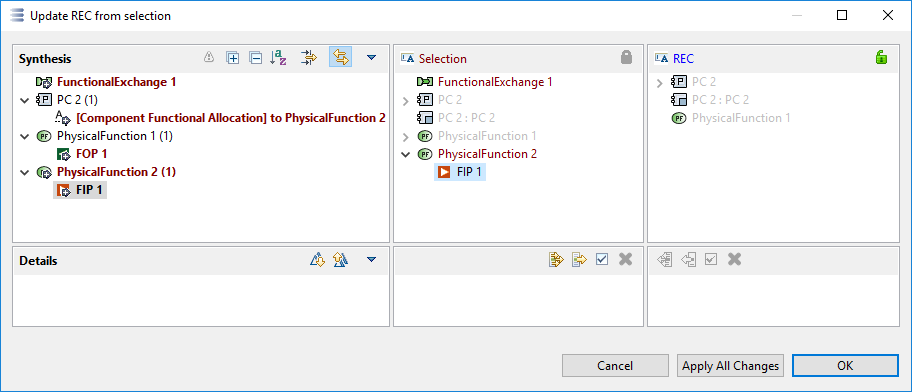 Update REC from selection
Synthesis
FunctionalExchange 1
PC 2 (1)
[Component Functional Allocation] to PhysicalFunction 2
PhysicalFunction 1 (1)
FOP 1
PhysicalFunction 2 (1)
FIP 1
Selection
FunctionalExchange 1
PC 2
PC 2 : PC 2
PhysicalFunction 1
PhysicalFunction 2
FIP 1
REC
PC 2
PC 2 : PC 2
PhysicalFunction 1
Details
Cancel
Apply All Changes
OK